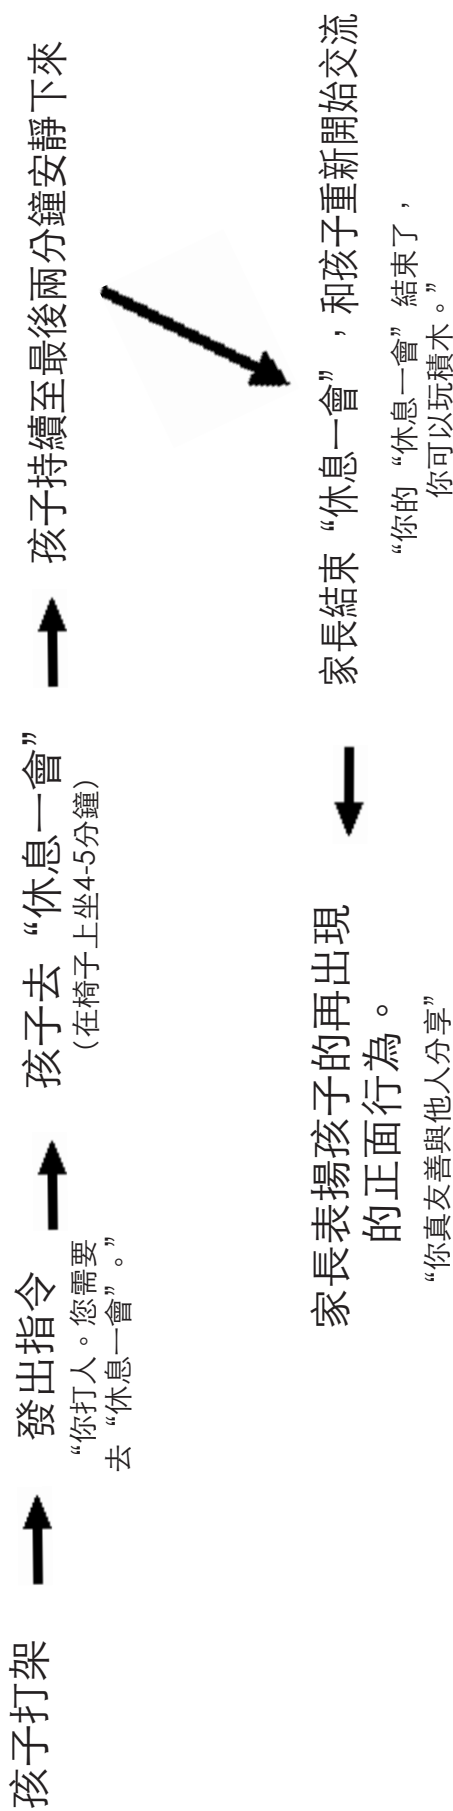 孩子打架
發出指令
“你打人。您需要
去“休息一會”。”
孩子去“休息一會”
（在椅子上坐4-5分鐘）
孩子持續至最後兩分鐘安靜下來
家長結束“休息一會”，和孩子重新開始交流
“你的“休息一會”結束了，
你可以玩積木。”
家長表揚孩子的再出現
的正面行為。
“你真友善與他人分享”